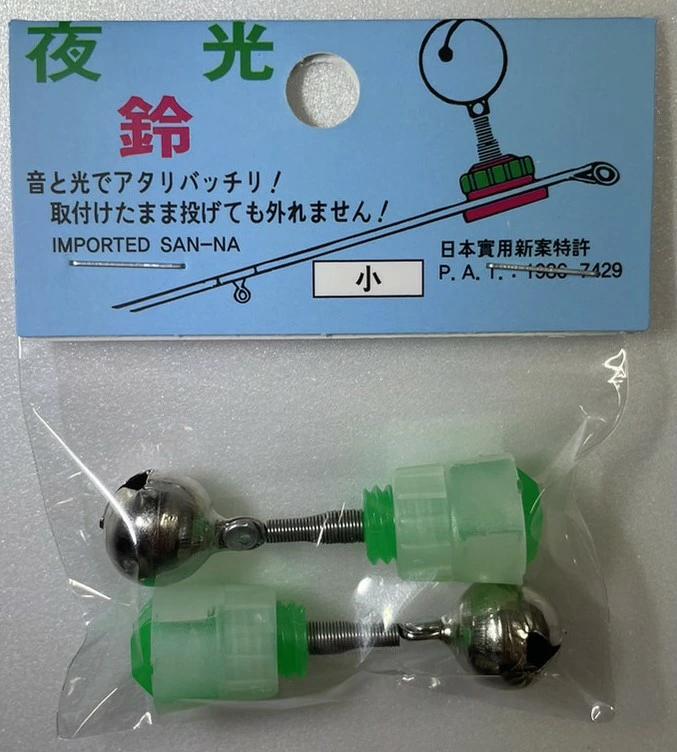 夜光
鈴
音と光でアタリバッチリ！
取付けたまま投げても外れません！
IMPORTED SAN-NA
小
日本實用新案特許
P.A.T.:1986-7429